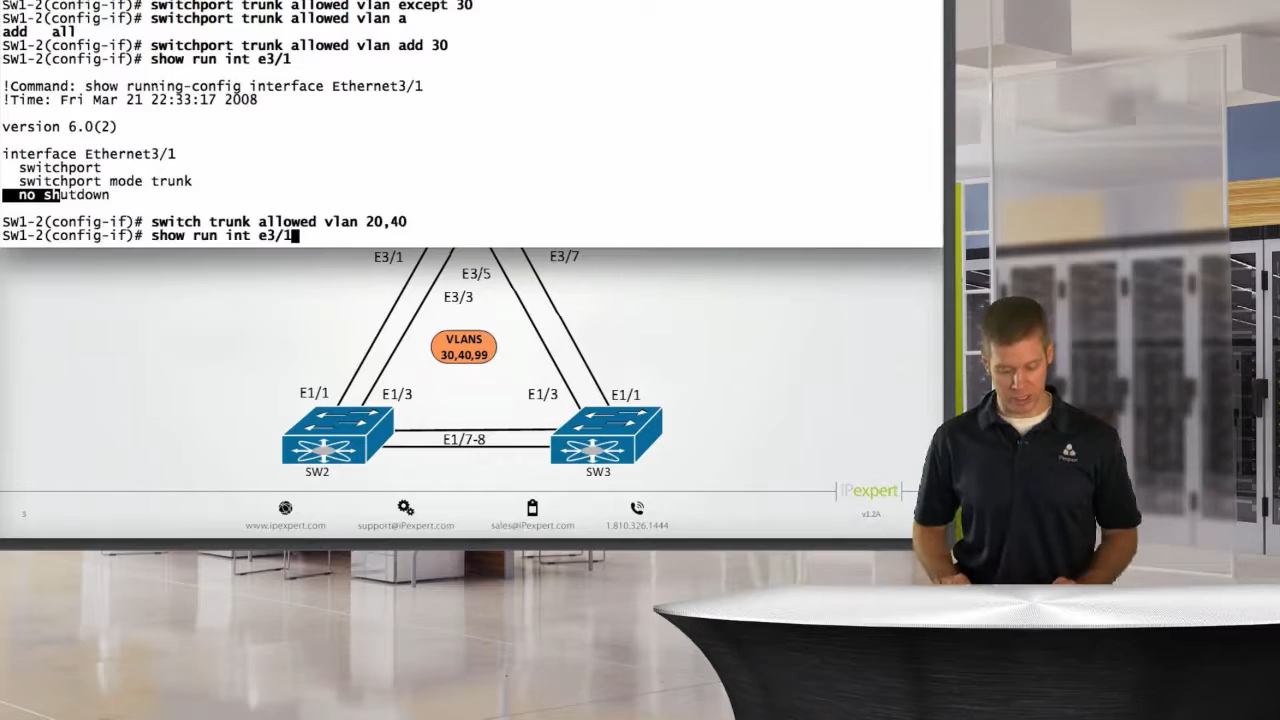 SW1-2(config-if)# switchport trunk allowed vlan except 30
SW1-2(config-if)# switchport trunk allowed vlan a
add   all
SW1-2(config-if)# switchport trunk allowed vlan add 30
SW1-2(config-if)# show run int e3/1
!Command: show running-config interface Ethernet3/1
!Time: Fri Mar 21 22:33:17 2008
version 6.0(2)
interface Ethernet3/1
  switchport
  switchport mode trunk
  no shutdown
SW1-2(config-if)# switch trunk allowed vlan 20,40
SW1-2(config-if)# show run int e3/1
E3/1
E3/7
E3/5
E3/3
VLANS
30,40,99
E1/1
E1/3
E1/3
E1/1
E1/7-8
SW2
SW3
iPexpert
3
www.ipexpert.com
support@iPexpert.com
sales@iPexpert.com
1.810.326.1444
v1.2A
iPexpert